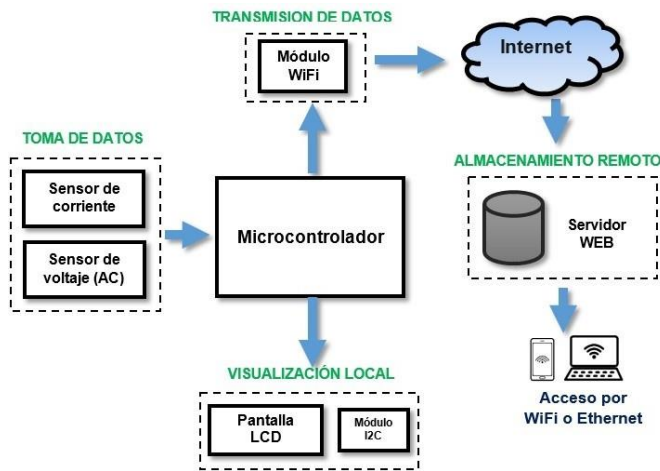 TRANSMISION DE DATOS
Módulo
WiFi
Internet
TOMA DE DATOS
Sensor de
corriente
Sensor de
voltaje (AC)
Microcontrolador
ALMACENAMIENTO REMOTO
Servidor
WEB
VISUALIZACIÓN LOCAL
Pantalla
LCD
Módulo
I2C
Acceso por
WiFi o Ethernet